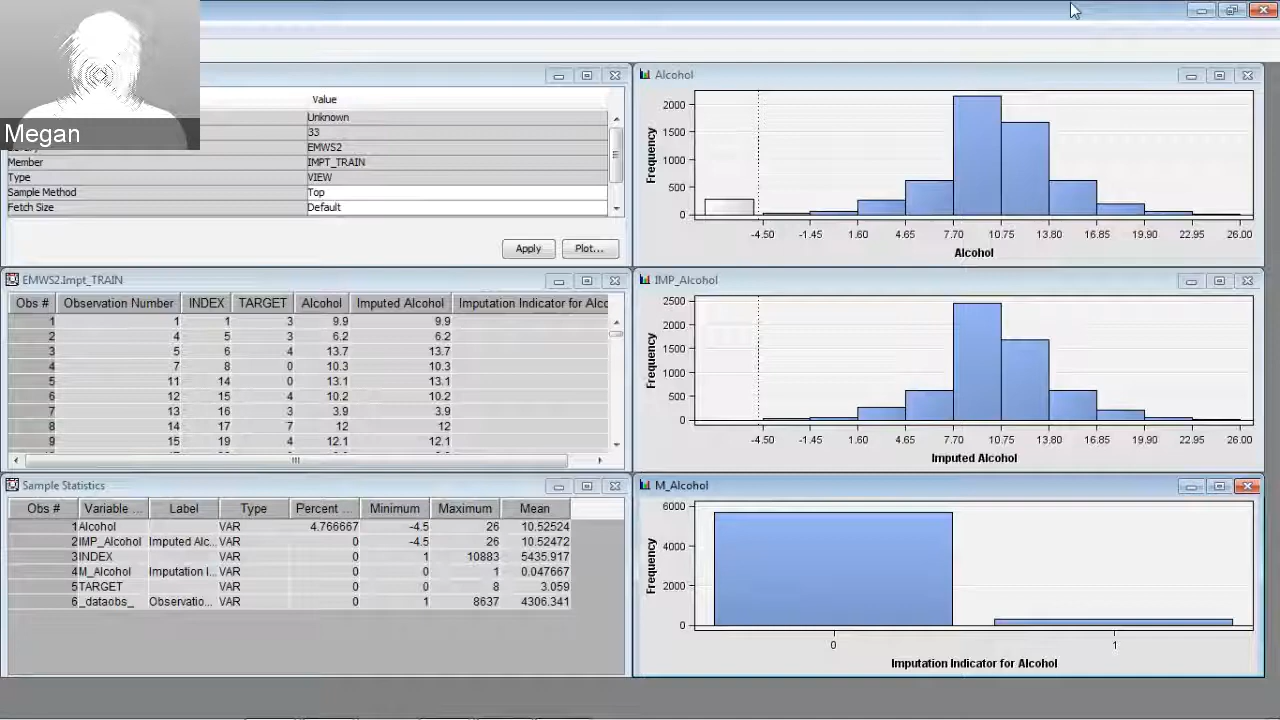 Megan
Value
Unknown
33
EMWS2
Member IMPT_TRAIN
Type VIEW
Sample Method Top
Fetch Size Default
Apply Plot...
Alcohol
Frequency
2000
1500
1000
500
0
-4.50 -1.45 1.60 4.65 7.70 10.75 13.80 16.85 19.90 22.95 26.00
Alcohol
EMWS2.Impt_TRAIN
Obs # Observation Number INDEX TARGET Alcohol Imputed Alcohol Imputation Indicator for Alco
1 1 1 3 9.9 9.9
2 4 5 3 6.2 6.2
3 5 6 4 13.7 13.7
4 7 8 0 10.3 10.3
5 11 14 0 13.1 13.1
6 12 15 4 10.2 10.2
7 13 16 3 3.9 3.9
8 14 17 7 12 12
9 15 19 4 12.1 12.1
IMP_Alcohol
Frequency
2500
2000
1500
1000
500
0
-4.50 -1.45 1.60 4.65 7.70 10.75 13.80 16.85 19.90 22.95 26.00
Imputed Alcohol
Sample Statistics
Obs # Variable ... Label Type Percent ... Minimum Maximum Mean
1 Alcohol VAR 4.766667 -4.5 26 10.52524
2 IMP_Alcohol Imputed Alc... VAR 0 -4.5 26 10.52472
3 INDEX VAR 0 1 10883 5435.917
4 M_Alcohol Imputation I... VAR 0 0 1 0.047667
5 TARGET VAR 0 0 8 3.059
6 _dataobs_ Observatio... VAR 0 1 8637 4306.341
M_Alcohol
Frequency
6000
4000
2000
0
0 1
Imputation Indicator for Alcohol